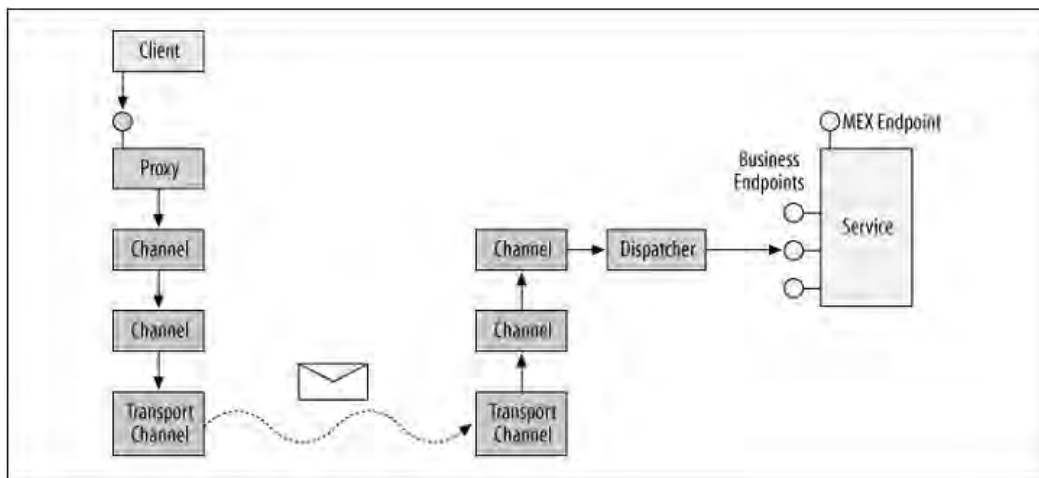 Client
Proxy
Channel
Channel
Transport
Channel
Channel
Channel
Transport
Channel
Dispatcher
Business
Endpoints
MEX Endpoint
Service